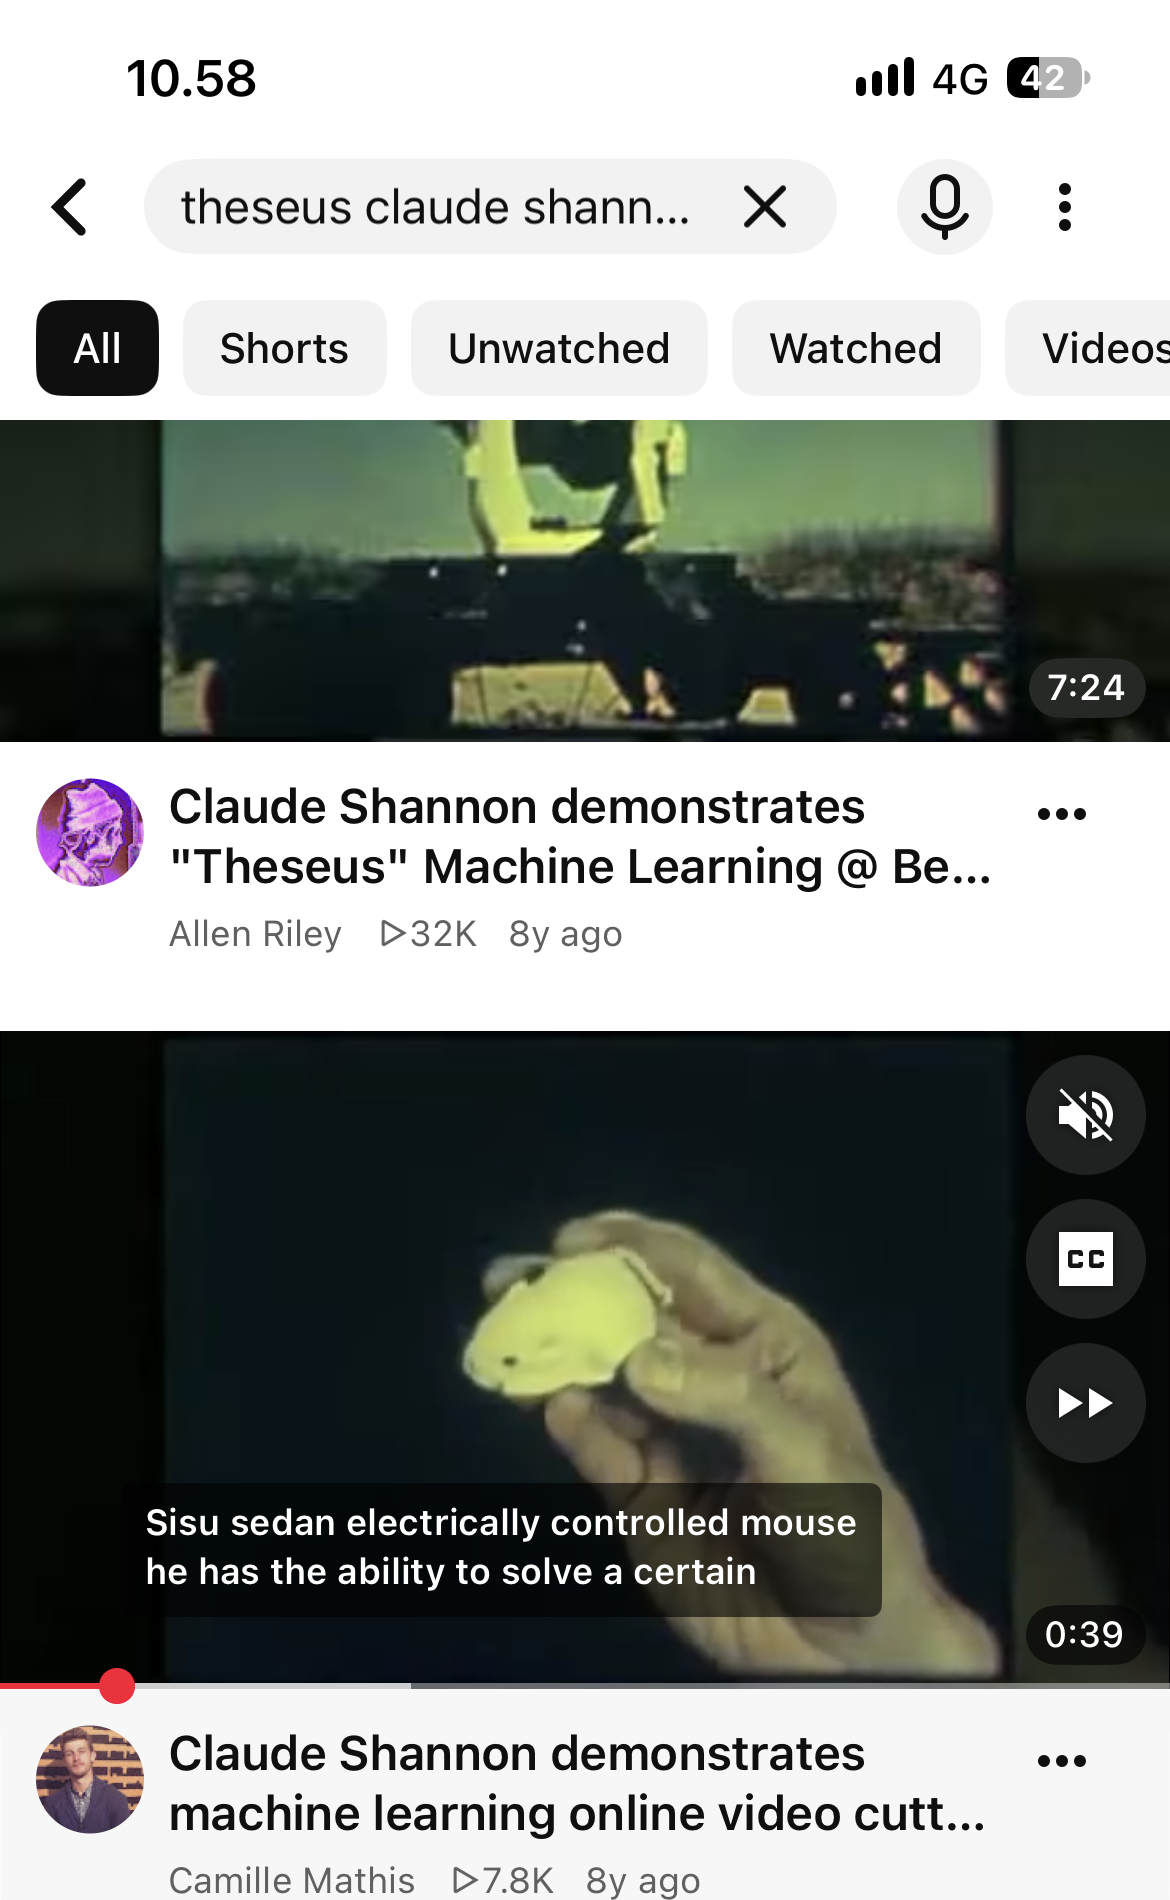 10.58
4G 42
theseus claude shann...
All Shorts Unwatched Watched Videos
7:24
Claude Shannon demonstrates
"Theseus" Machine Learning @ Be...
Allen Riley 32K 8y ago
CC
Sisu sedan electrically controlled mouse
he has the ability to solve a certain
0:39
Claude Shannon demonstrates
machine learning online video cutt...
Camille Mathis 7.8K 8y ago